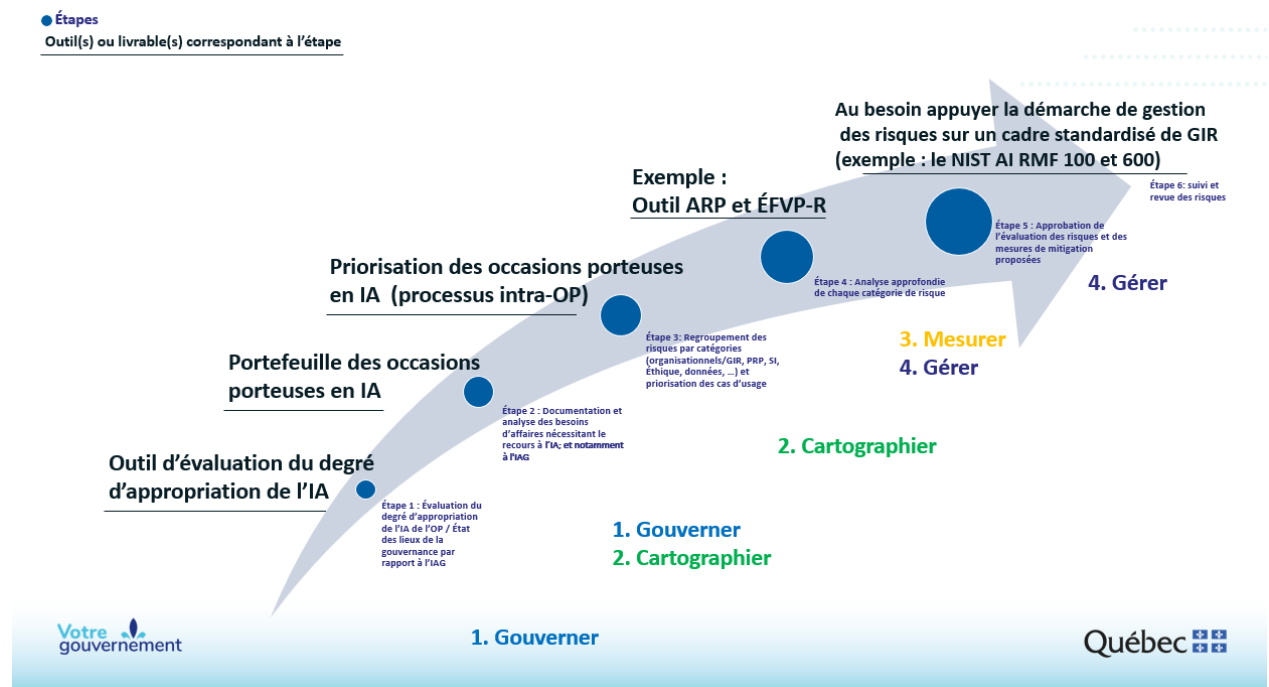 Étapes
Outil(s) ou livrable(s) correspondant à l'étape
Au besoin appuyer la démarche de gestion
des risques sur un cadre standardisé de GIR
(exemple : le NIST AI RMF 100 et 600)
Étape 6: suivi et
revue des risques
Exemple :
Outil ARP et ÉFVP-R
Étape 5 : Approbation de
l'évaluation des risques et des
mesures de mitigation
proposées
4. Gérer
Priorisation des occasions porteuses
en IA (processus intra-OP)
Étape 4 : Analyse approfondie
de chaque catégorie de risque
3. Mesurer
4. Gérer
Portefeuille des occasions
porteuses en IA
Étape 3: Regroupement des
risques par catégories
(organisationnels/GIR, PRP, SI,
Éthique, données, …) et
priorisation des cas d'usage
2. Cartographier
Outil d'évaluation du degré
d'appropriation de l'IA
Étape 2 : Documentation et
analyse des besoins
d'affaires nécessitant le
recours à l'IA; et notamment
à l'IAG
1. Gouverner
2. Cartographier
Étape 1 : Évaluation du
degré d'appropriation
de l'IA de l'OP / État
des lieux de la
gouvernance par
rapport à l'IAG
1. Gouverner
Votre
gouvernement
Québec